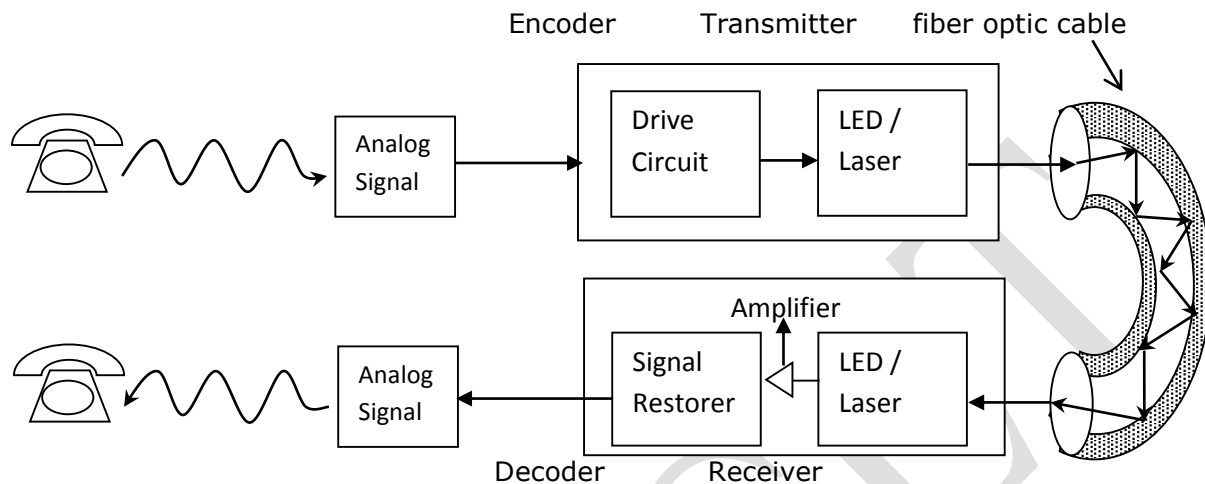 Encoder Transmitter fiber optic cable
Analog
Signal
Drive
Circuit
LED /
Laser
Amplifier
Analog
Signal
Signal
Restorer
LED /
Laser
Decoder Receiver